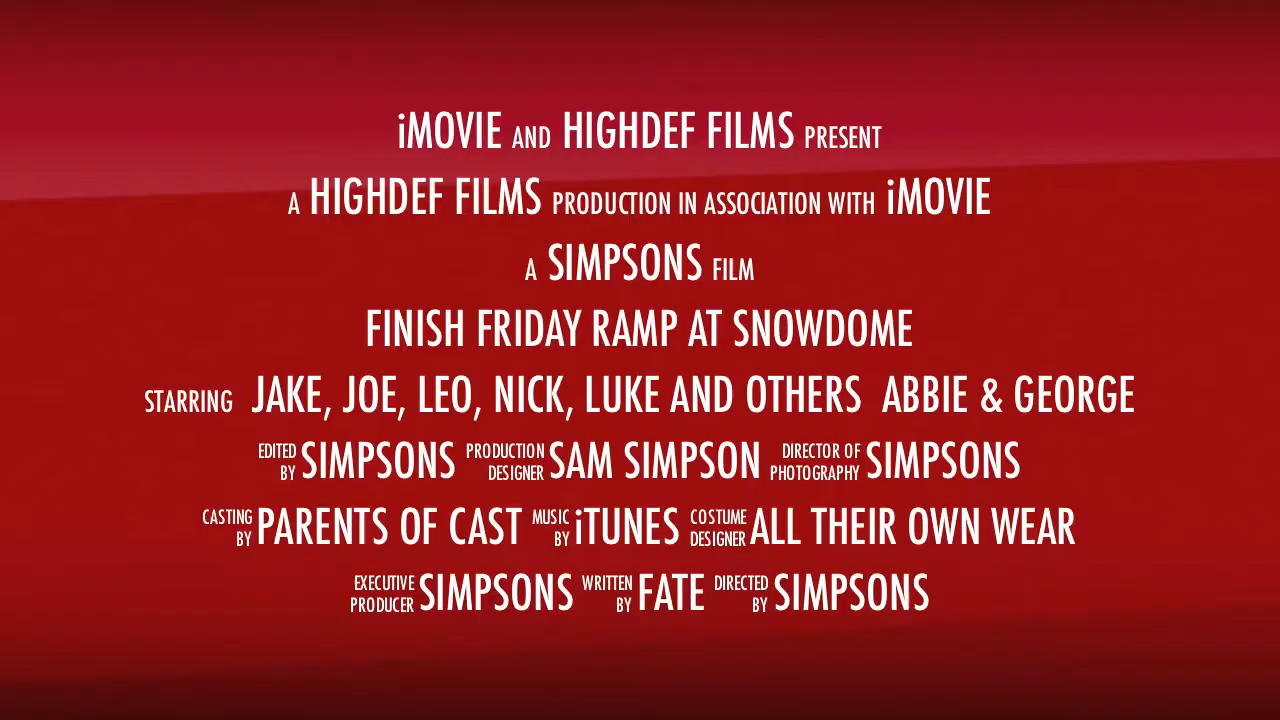 iMOVIE AND HIGHDEF FILMS PRESENT
A HIGHDEF FILMS PRODUCTION IN ASSOCIATION WITH iMOVIE
A SIMPSONS FILM
FINISH FRIDAY RAMP AT SNOWDOME
STARRING JAKE, JOE, LEO, NICK, LUKE AND OTHERS ABBIE & GEORGE
EDITED BY SIMPSONS PRODUCTION DESIGNER SAM SIMPSON DIRECTOR OF PHOTOGRAPHY SIMPSONS
CASTING BY PARENTS OF CAST MUSIC BY iTUNES COSTUME DESIGNER ALL THEIR OWN WEAR
EXECUTIVE PRODUCER SIMPSONS WRITTEN BY FATE DIRECTED BY SIMPSONS